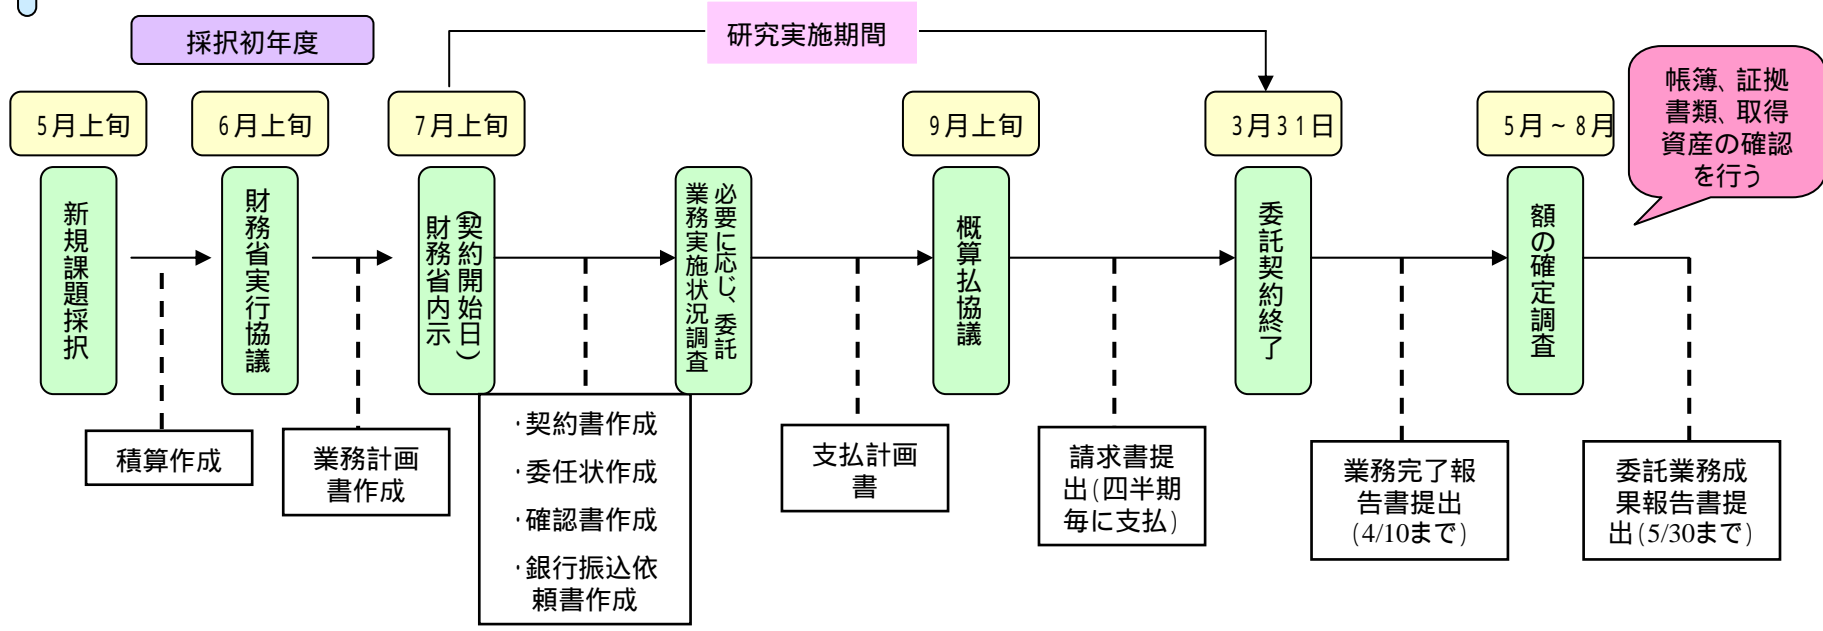 採択初年度
研究実施期間
5月上旬
6月上旬
7月上旬
9月上旬
3月31日
5月~8月
帳簿、証拠
書類、取得
資産の確認
を行う
新規課題採択
財務省実行協議
財務省内示
(契約開始日)
必要に応じ、委託
業務実施状況調査
概算払協議
委託契約終了
額の確定調査
積算作成
業務計画
書作成
・契約書作成
・委任状作成
・確認書作成
・銀行振込依
頼書作成
支払計画
書
請求書提
出(四半期
毎に支払)
業務完了報
告書提出
(4/10まで)
委託業務成
果報告書提
出(5/30まで)